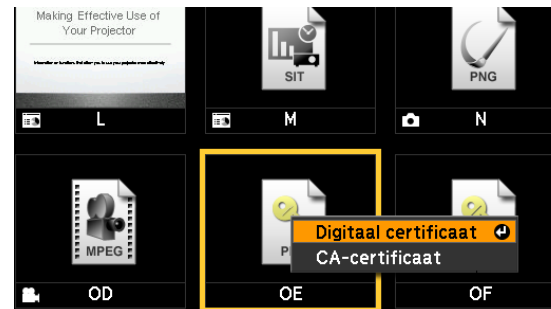 Making Effective Use of
Your Projector
SIT
PNG
L
M
N
MPEG
P
Digitaal certificaat
CA-certificaat
OD
OE
OF